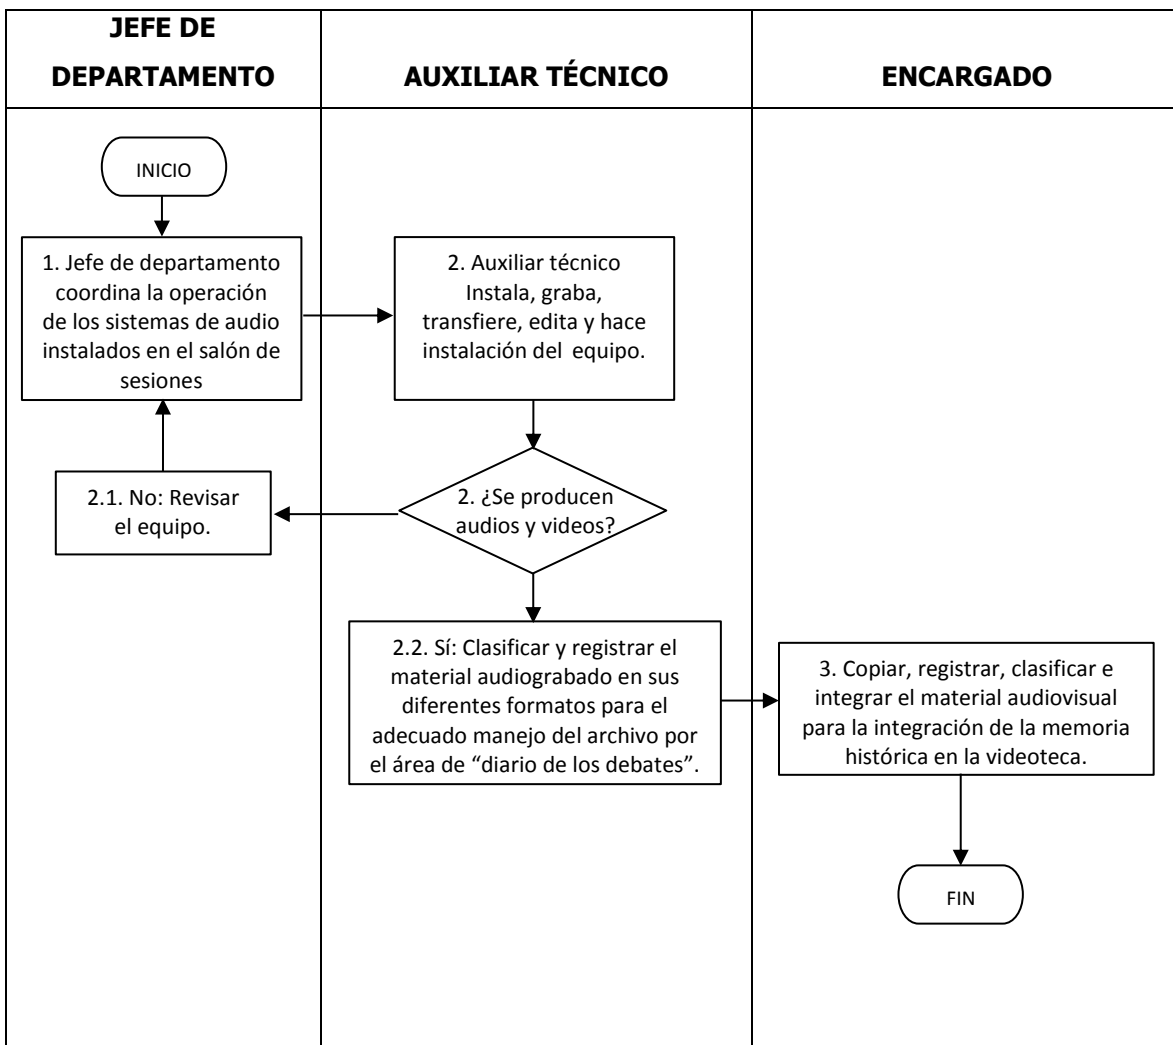 JEFE DE
DEPARTAMENTO
AUXILIAR TÉCNICO
ENCARGADO
INICIO
1. Jefe de departamento
coordina la operación
de los sistemas de audio
instalados en el salón de
sesiones
2. Auxiliar técnico
Instala, graba,
transfiere, edita y hace
instalación del equipo.
2. ¿Se producen
audios y videos?
2.1. No: Revisar
el equipo.
2.2. Sí: Clasificar y registrar el
material audiograbado en sus
diferentes formatos para el
adecuado manejo del archivo por
el área de “diario de los debates”.
3. Copiar, registrar, clasificar e
integrar el material audiovisual
para la integración de la memoria
histórica en la videoteca.
FIN